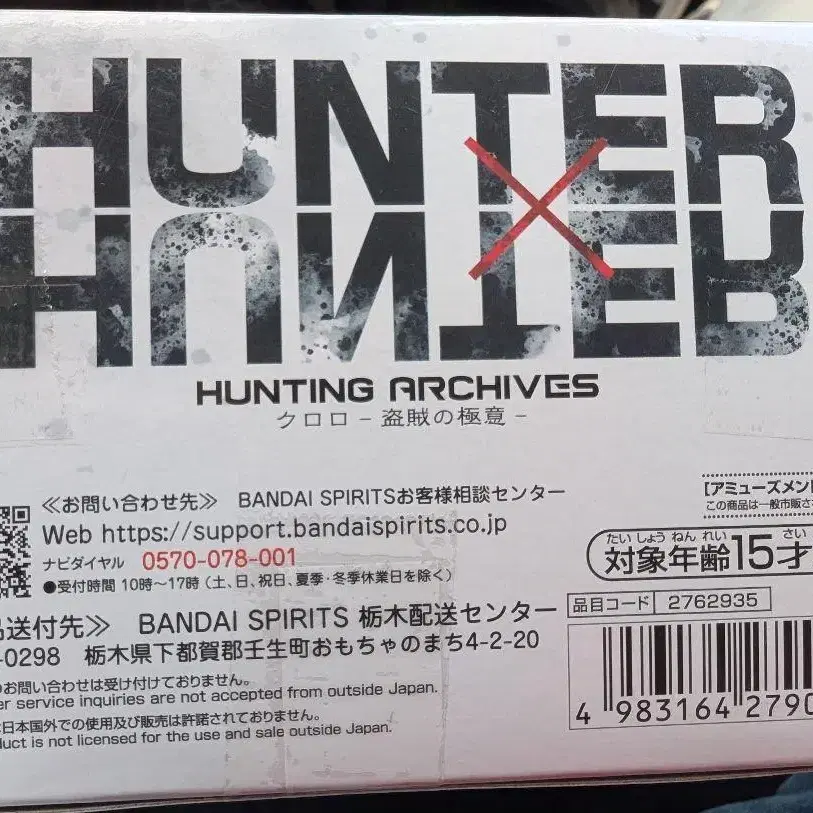 HUNTER
×
HUNTER
HUNTING ARCHIVES
クロロ－盗賊の極意－
≪お問い合わせ先≫ BANDAI SPIRITSお客様相談センター
Web https://support.bandaispirits.co.jp
ナビダイヤル 0570-078-001
●受付時間 10時～17時（土、日、祝日、夏季・冬季休業日を除く）
品送付先≫ BANDAI SPIRITS 栃木配送センター
-0298 栃木県下都賀郡壬生町おもちゃのまち4-2-20
お問い合わせは受け付けておりません。
er service inquiries are not accepted from outside Japan.
日本国外での使用及び販売は許諾されておりません。
duct is not licensed for the use and sale outside Japan.
【アミューズメント
この商品は一般市販さ
たいしょうねんれい さい
対象年齢15才
品目コード 2762935
4 983164 2790